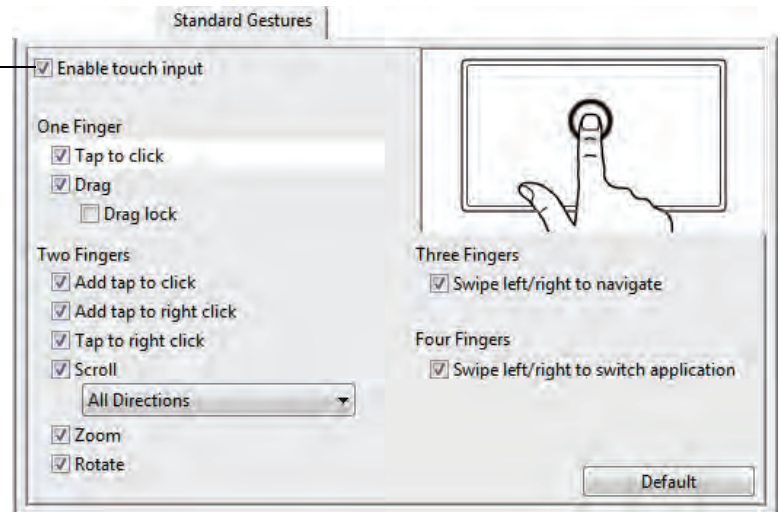 Standard Gestures
Enable touch input
One Finger
Tap to click
Drag
Drag lock
Two Fingers
Add tap to click
Add tap to right click
Tap to right click
Scroll
All Directions
Zoom
Rotate
Three Fingers
Swipe left/right to navigate
Four Fingers
Swipe left/right to switch application
Default